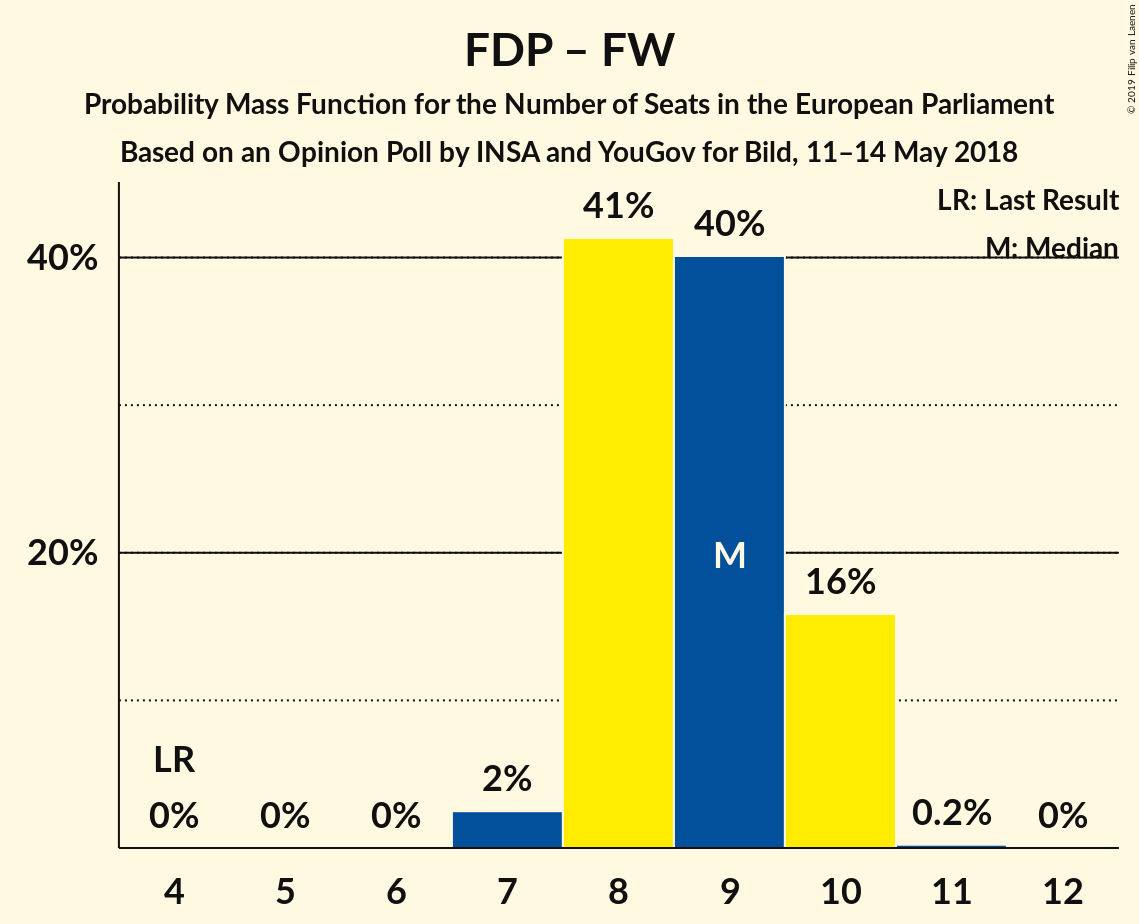 FDP – FW
Probability Mass Function for the Number of Seats in the European Parliament
Based on an Opinion Poll by INSA and YouGov for Bild, 11–14 May 2018
© 2019 Filip van Laenen
LR: Last Result
M: Median
41%
40%
40%
20%
M
16%
LR
2%
0%
0%
0%
0.2%
0%
4
5
6
7
8
9
10
11
12